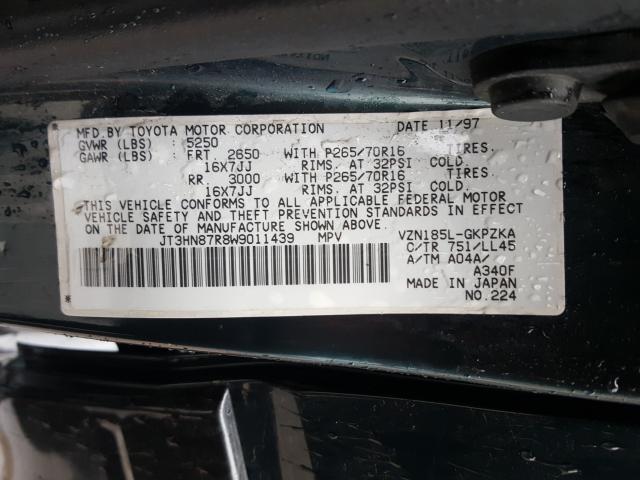 MFD.BY TOYOTA MOTOR CORPORATION DATE 11/97
GVWR (LBS) : 5250
GAWR (LBS) : FRT 2650 WITH P265/70R16 TIRES.
16X7JJ RIMS. AT 32PSI COLD.
RR 3000 WITH P265/70R16 TIRES.
16X7JJ RIMS. AT 32PSI COLD.
THIS VEHICLE CONFORMS TO ALL APPLICABLE FEDERAL MOTOR
VEHICLE SAFETY AND THEFT PREVENTION STANDARDS IN EFFECT
ON THE DATE OF MANUFACTURE SHOWN ABOVE.
JT3HN87R8W9011439 MPV VZN185L-GKPZKA
C/TR 751/LL45
A/TM A04A/
A340F
MADE IN JAPAN
NO.224